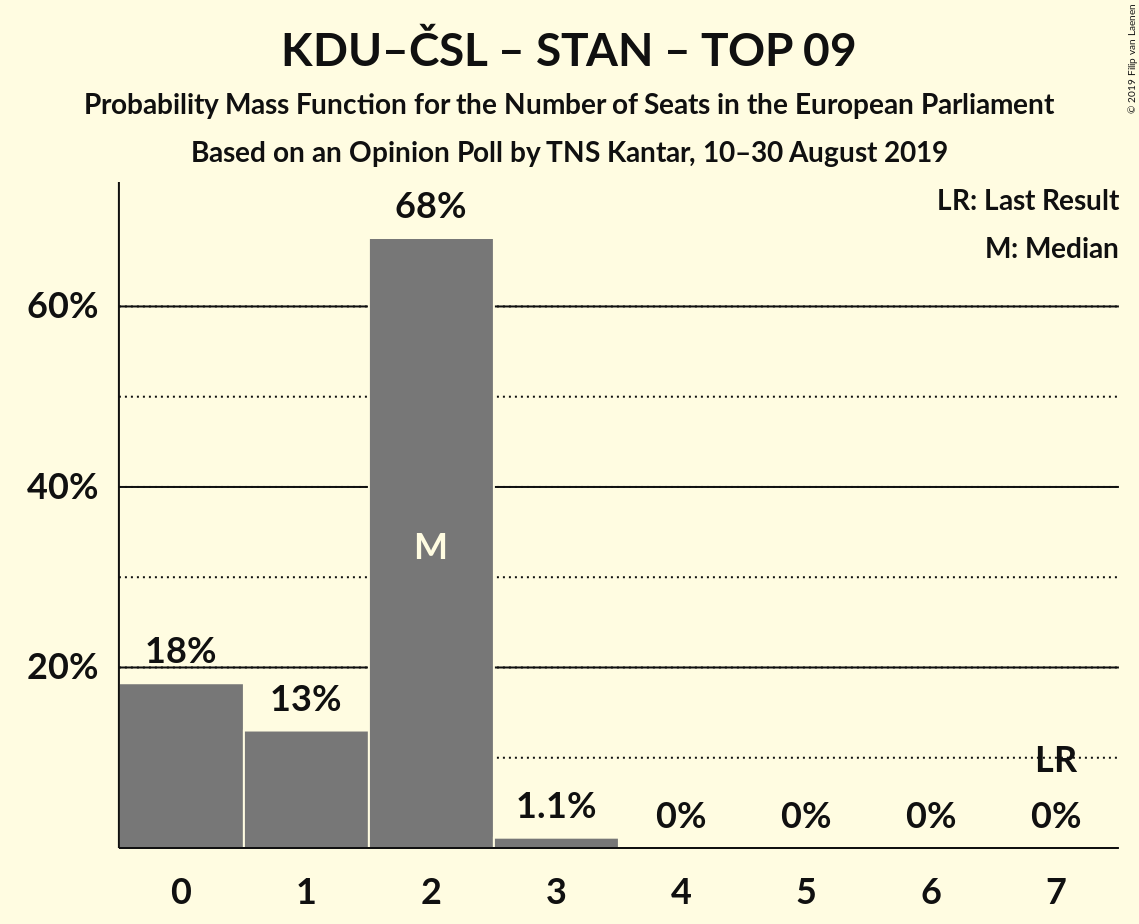 KDU–ČSL – STAN – TOP 09
Probability Mass Function for the Number of Seats in the European Parliament
Based on an Opinion Poll by TNS Kantar, 10–30 August 2019
© 2019 Filip van Laenen
LR: Last Result
M: Median
68%
60%
40%
M
18%
20%
13%
LR
1.1%
0%
0%
0%
0%
0 1 2 3 4 5 6 7